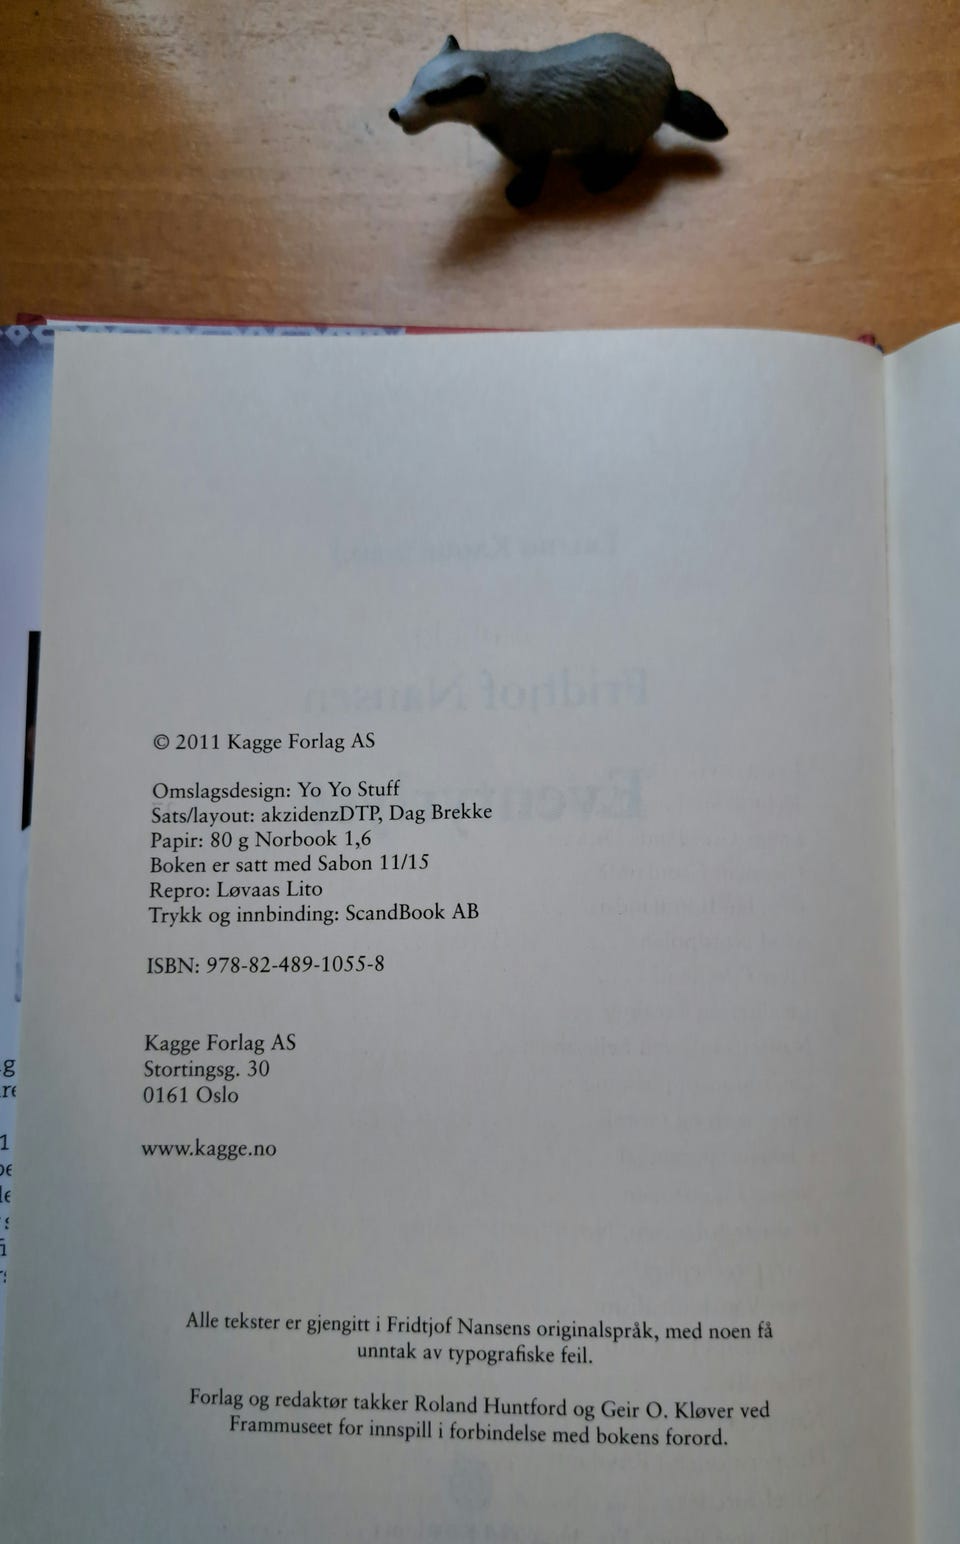 © 2011 Kagge Forlag AS
Omslagsdesign: Yo Yo Stuff
Sats/layout: akzidenzDTP, Dag Brekke
Papir: 80 g Norbook 1,6
Boken er satt med Sabon 11/15
Repro: Løvaas Lito
Trykk og innbinding: ScandBook AB
ISBN: 978-82-489-1055-8
Kagge Forlag AS
Stortingsg. 30
0161 Oslo
www.kagge.no
Alle tekster er gjengitt i Fridtjof Nansens originalspråk, med noen få
unntak av typografiske feil.
Forlag og redaktør takker Roland Huntford og Geir O. Kløver ved
Frammuseet for innspill i forbindelse med bokens forord.